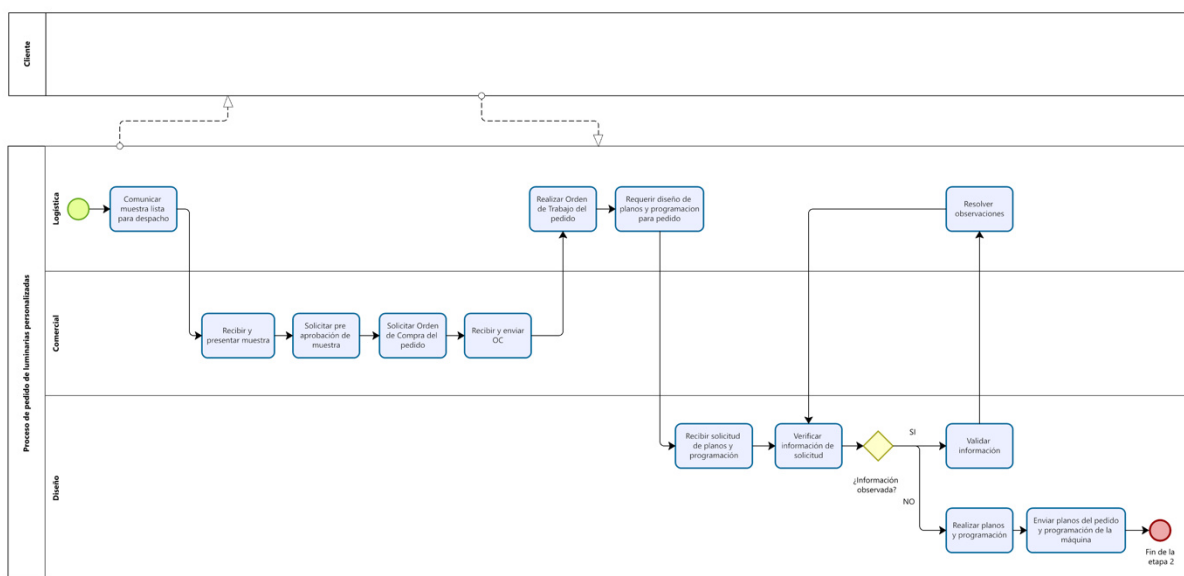 Cliente
Proceso de pedido de luminarias personalizadas
Logística
Comunicar
muestra lista
para despacho
Realizar Orden
de Trabajo del
pedido
Requerir diseño de
planos y programacion
para pedido
Resolver
observaciones
Comercial
Recibir y
presentar muestra
Solicitar pre
aprobación de
muestra
Solicitar Orden
de Compra del
pedido
Recibir y enviar
OC
Diseño
Recibir solicitud
de planos y
programación
Verificar
información de
solicitud
¿Información
observada?
SI
NO
Validar
información
Realizar planos
y programación
Enviar planos del pedido
y programación de la
máquina
Fin de la
etapa 2